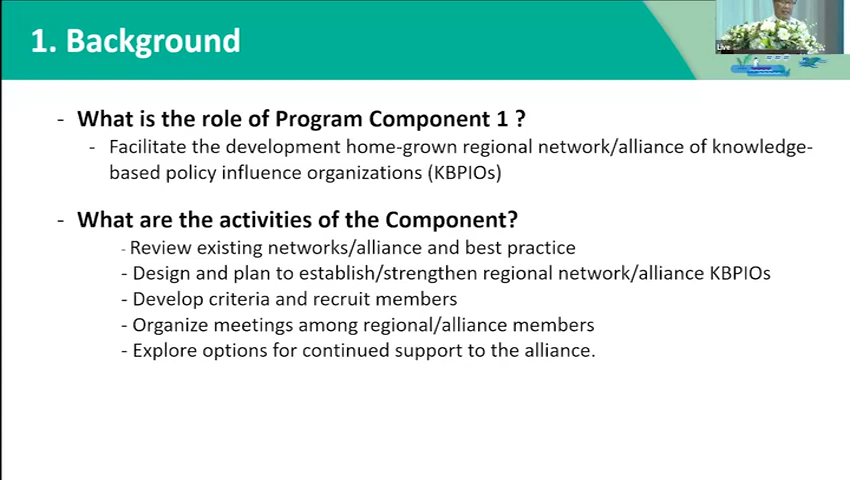 1. Background
Live
- What is the role of Program Component 1 ?
- Facilitate the development home-grown regional network/alliance of knowledge-
based policy influence organizations (KBPIOs)
- What are the activities of the Component?
- Review existing networks/alliance and best practice
- Design and plan to establish/strengthen regional network/alliance KBPIOs
- Develop criteria and recruit members
- Organize meetings among regional/alliance members
- Explore options for continued support to the alliance.